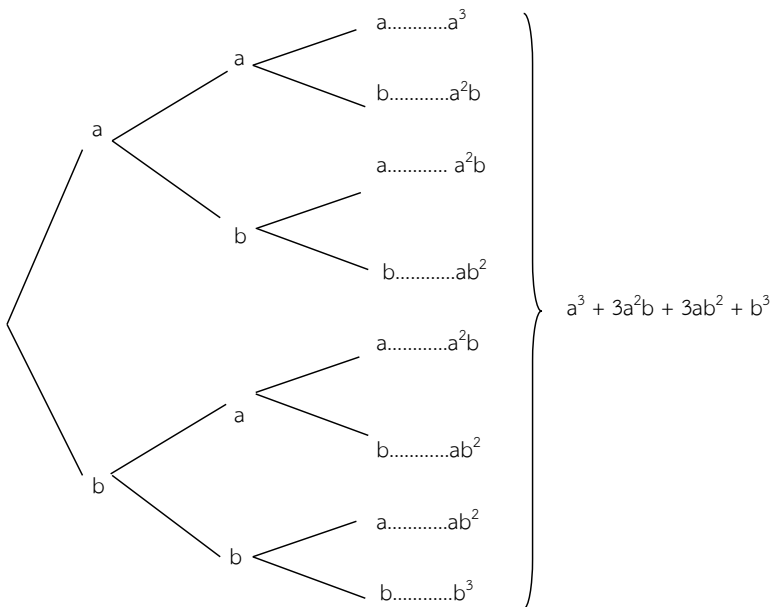 a............a³
a
b............a²b
a
a............ a²b
b
b............ab²
a³ + 3a²b + 3ab² + b³
a............a²b
a
b............ab²
b
a............ab²
b
b............b³